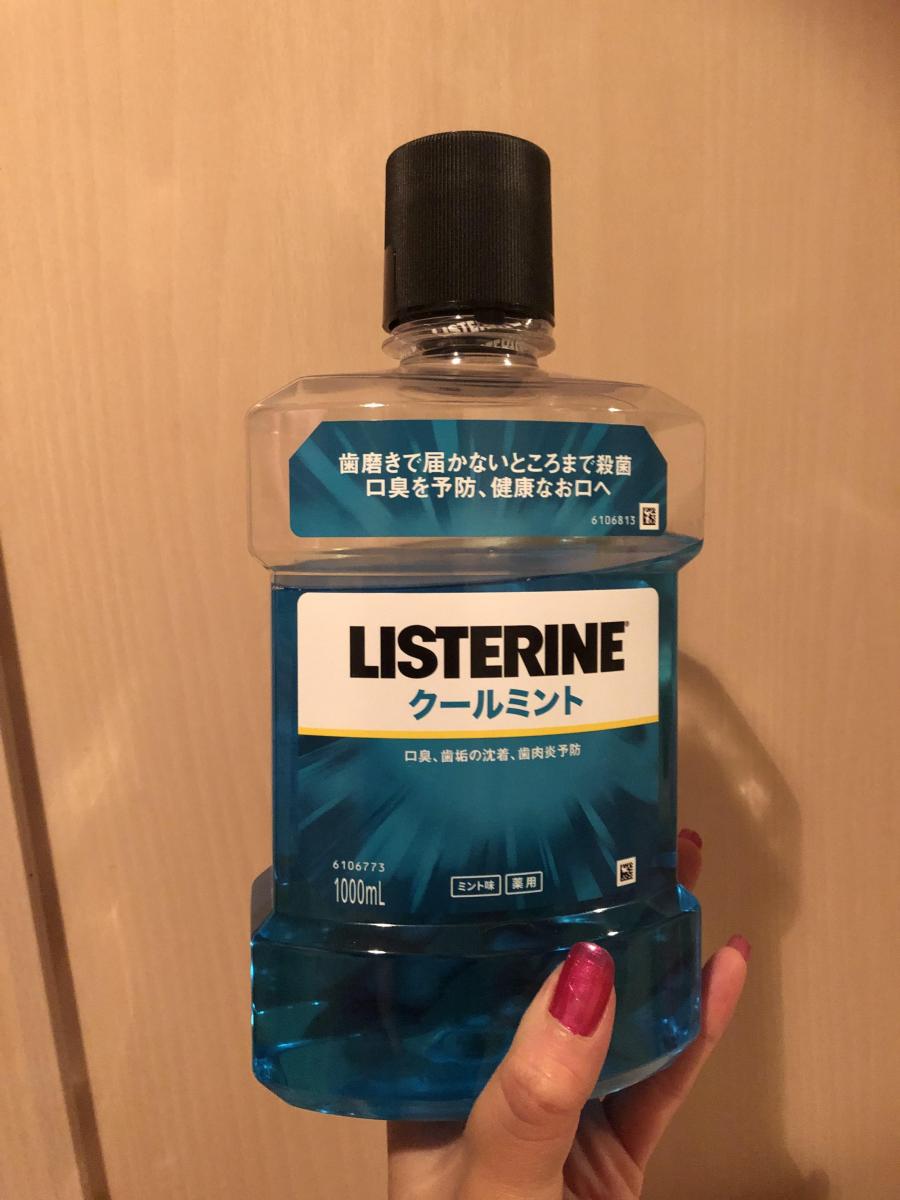 LISTERINE
歯磨きで届かないところまで殺菌
口臭を予防、健康なお口へ
6106813
LISTERINE®
クールミント
口臭、歯垢の沈着、歯肉炎予防
6106773
1000mL
ミント味 薬用